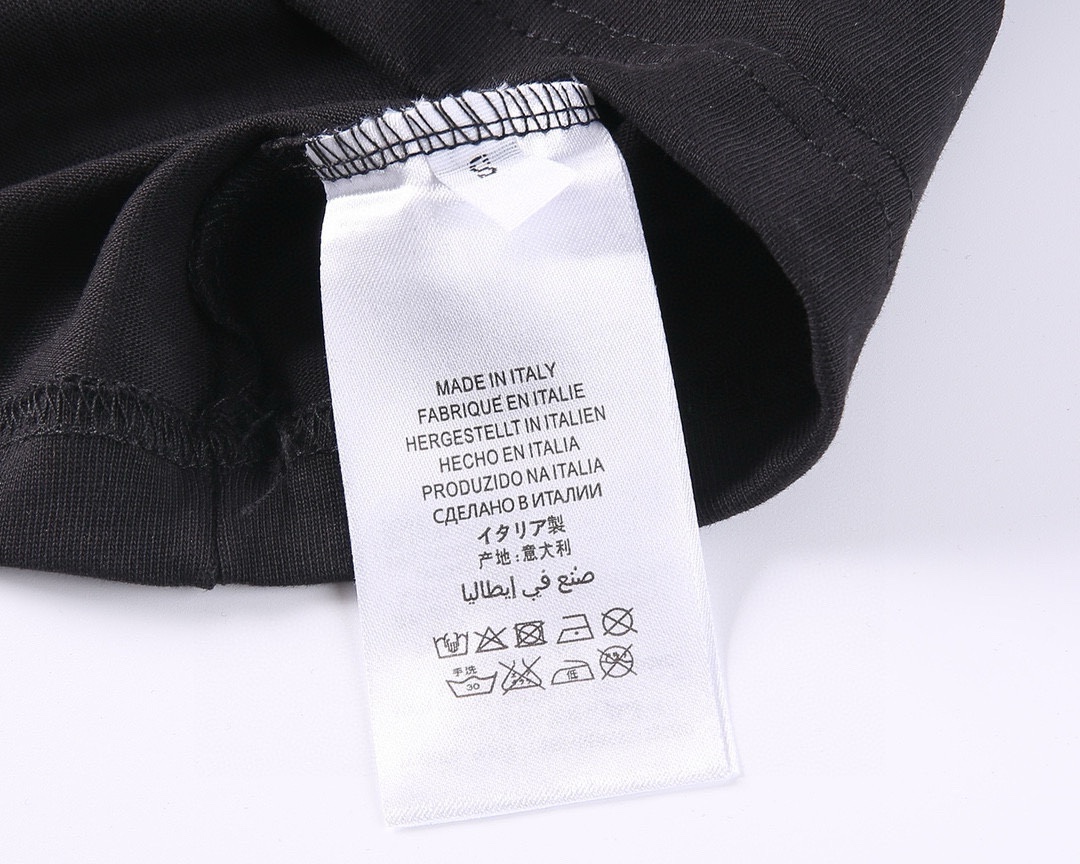 S
MADE IN ITALY
FABRIQUÉ EN ITALIE
HERGESTELLT IN ITALIEN
HECHO EN ITALIA
PRODUZIDO NA ITALIA
СДЕЛАНО В ИТАЛИИ
イタリア製
产地:意大利
صنع في إيطاليا
手洗
30
低